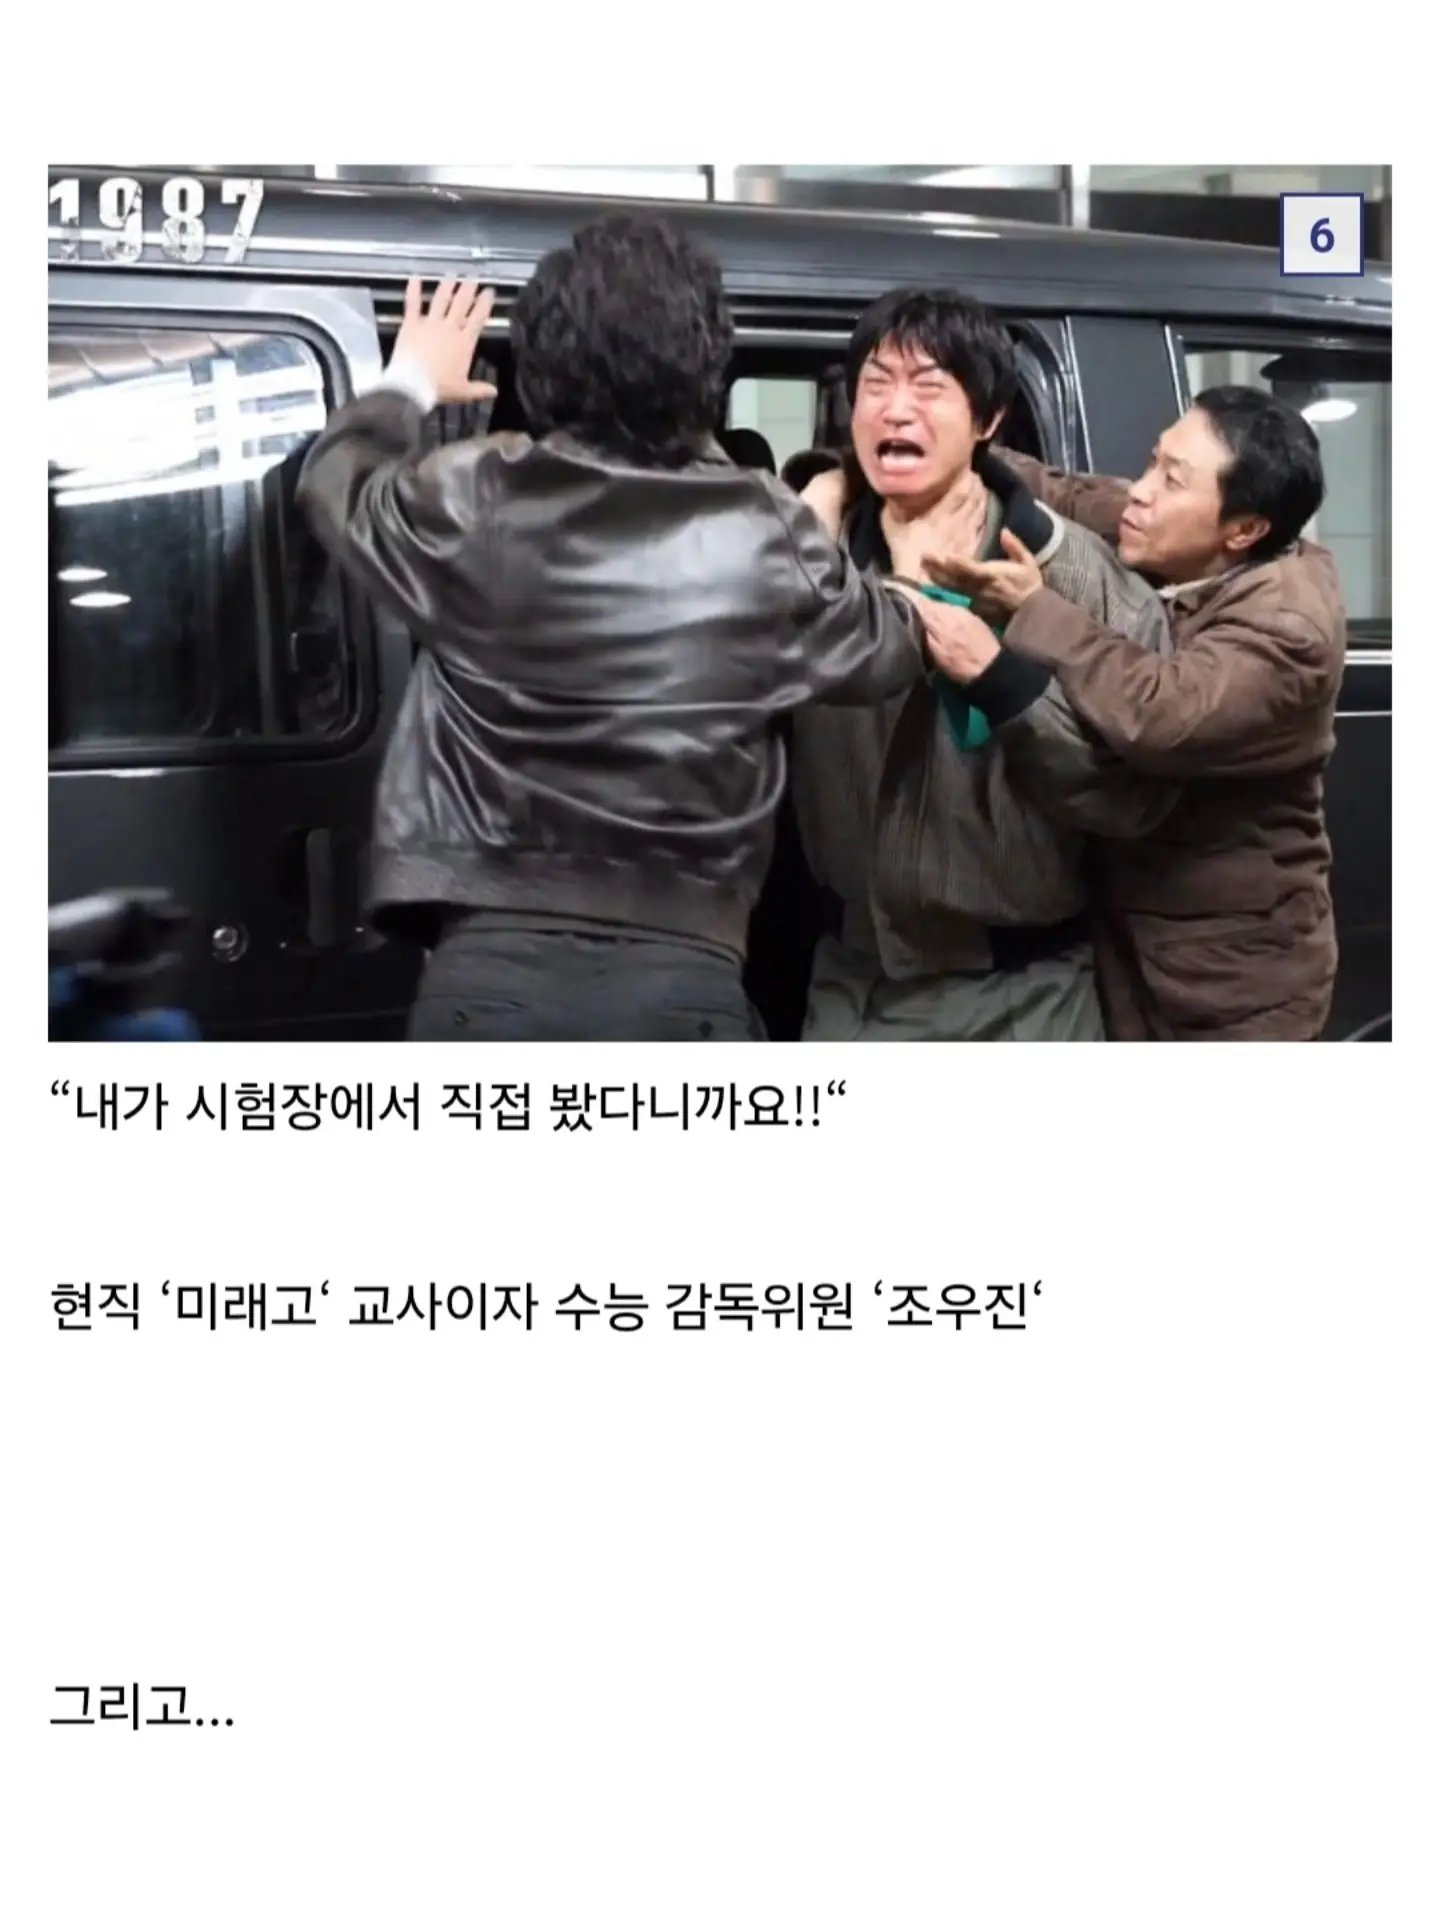 1987
6
“내가 시험장에서 직접 봤다니까요!!“
현직 ‘미래고‘ 교사이자 수능 감독위원 ‘조우진‘
그리고...